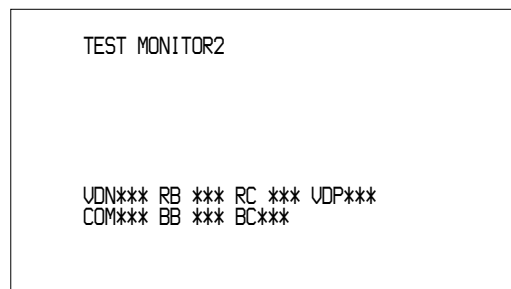 TEST MONITOR2
VDN*** RB *** RC *** VDP***
COM*** BB *** BC***